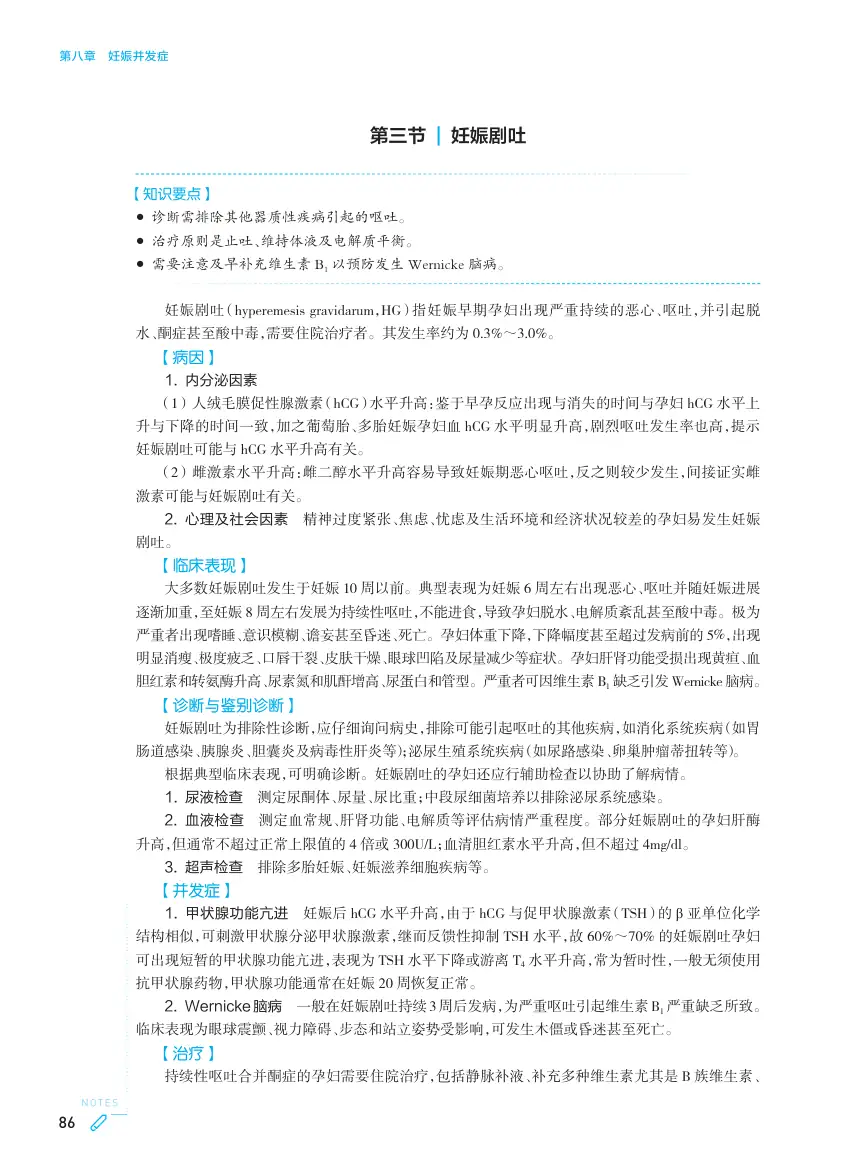 第八章 妊娠并发症
第三节 | 妊娠剧吐
【知识要点】
● 诊断需排除其他器质性疾病引起的呕吐。
● 治疗原则是止吐、维持体液及电解质平衡。
● 需要注意及早补充维生素 B₁ 以预防发生 Wernicke 脑病。
妊娠剧吐(hyperemesis gravidarum,HG)指妊娠早期孕妇出现严重持续的恶心、呕吐,并引起脱
水、酮症甚至酸中毒,需要住院治疗者。其发生率约为 0.3%～3.0%。
【病因】
1. 内分泌因素
(1)人绒毛膜促性腺激素(hCG)水平升高:鉴于早孕反应出现与消失的时间与孕妇 hCG 水平上
升与下降的时间一致,加之葡萄胎、多胎妊娠孕妇血 hCG 水平明显升高,剧烈呕吐发生率也高,提示
妊娠剧吐可能与 hCG 水平升高有关。
(2)雌激素水平升高:雌二醇水平升高容易导致妊娠期恶心呕吐,反之则较少发生,间接证实雌
激素可能与妊娠剧吐有关。
2. 心理及社会因素 精神过度紧张、焦虑、忧虑及生活环境和经济状况较差的孕妇易发生妊娠
剧吐。
【临床表现】
大多数妊娠剧吐发生于妊娠 10 周以前。典型表现为妊娠 6 周左右出现恶心、呕吐并随妊娠进展
逐渐加重,至妊娠 8 周左右发展为持续性呕吐,不能进食,导致孕妇脱水、电解质紊乱甚至酸中毒。极为
严重者出现嗜睡、意识模糊、谵妄甚至昏迷、死亡。孕妇体重下降,下降幅度甚至超过发病前的 5%,出现
明显消瘦、极度疲乏、口唇干裂、皮肤干燥、眼球凹陷及尿量减少等症状。孕妇肝肾功能受损出现黄疸、血
胆红素和转氨酶升高、尿素氮和肌酐增高、尿蛋白和管型。严重者可因维生素 B₁ 缺乏引发 Wernicke 脑病。
【诊断与鉴别诊断】
妊娠剧吐为排除性诊断,应仔细询问病史,排除可能引起呕吐的其他疾病,如消化系统疾病(如胃
肠道感染、胰腺炎、胆囊炎及病毒性肝炎等);泌尿生殖系统疾病(如尿路感染、卵巢肿瘤蒂扭转等)。
根据典型临床表现,可明确诊断。妊娠剧吐的孕妇还应行辅助检查以协助了解病情。
1. 尿液检查 测定尿酮体、尿量、尿比重;中段尿细菌培养以排除泌尿系统感染。
2. 血液检查 测定血常规、肝肾功能、电解质等评估病情严重程度。部分妊娠剧吐的孕妇肝酶
升高,但通常不超过正常上限值的 4 倍或 300U/L;血清胆红素水平升高,但不超过 4mg/dl。
3. 超声检查 排除多胎妊娠、妊娠滋养细胞疾病等。
【并发症】
1. 甲状腺功能亢进 妊娠后 hCG 水平升高,由于 hCG 与促甲状腺激素(TSH)的 β 亚单位化学
结构相似,可刺激甲状腺分泌甲状腺激素,继而反馈性抑制 TSH 水平,故 60%～70% 的妊娠剧吐孕妇
可出现短暂的甲状腺功能亢进,表现为 TSH 水平下降或游离 T₄ 水平升高,常为暂时性,一般无须使用
抗甲状腺药物,甲状腺功能通常在妊娠 20 周恢复正常。
2. Wernicke脑病 一般在妊娠剧吐持续3周后发病,为严重呕吐引起维生素 B₁ 严重缺乏所致。
临床表现为眼球震颤、视力障碍、步态和站立姿势受影响,可发生木僵或昏迷甚至死亡。
【治疗】
持续性呕吐合并酮症的孕妇需要住院治疗,包括静脉补液、补充多种维生素尤其是 B 族维生素、
NOTES
86